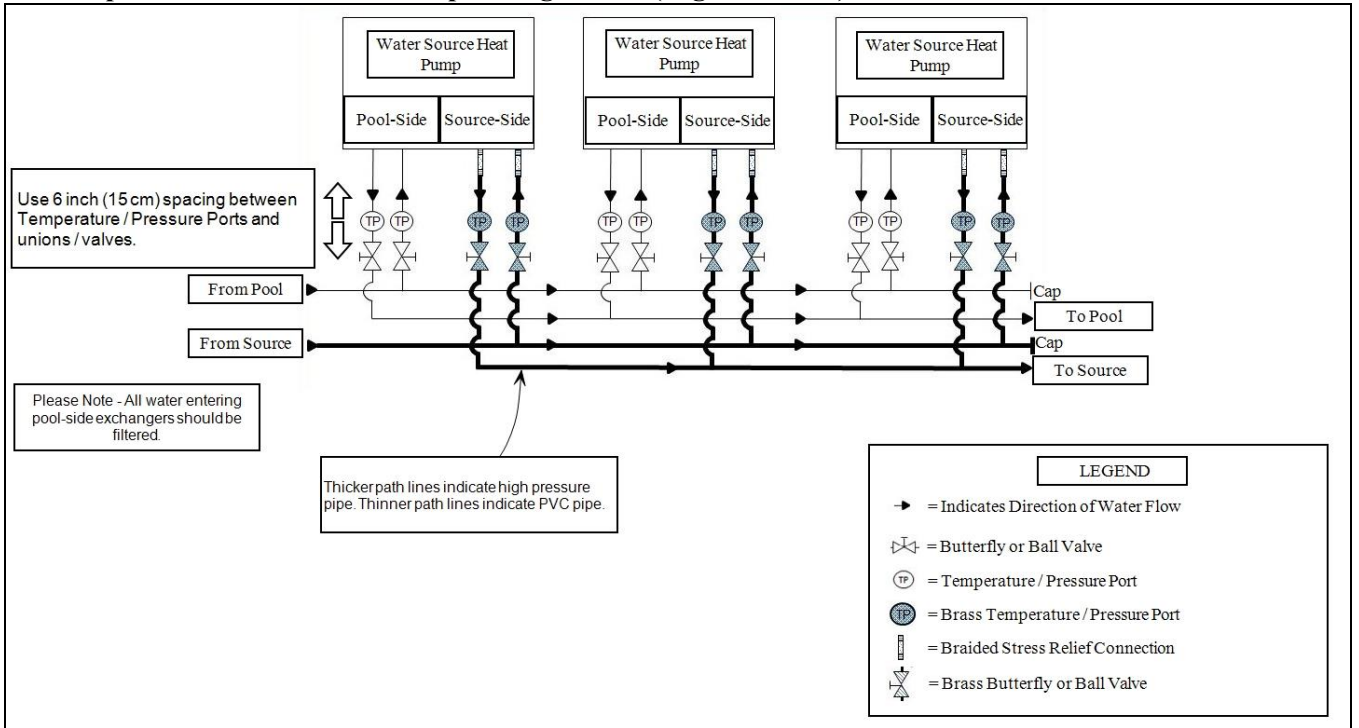 Water Source Heat
Pump
Water Source Heat
Pump
Water Source Heat
Pump
Pool-Side
Source-Side
Pool-Side
Source-Side
Pool-Side
Source-Side
Use 6 inch (15 cm) spacing between
Temperature / Pressure Ports and
unions / valves.
TP
TP
TP
TP
TP
TP
TP
TP
TP
TP
TP
TP
From Pool
Cap
To Pool
From Source
Cap
To Source
Please Note - All water entering
pool-side exchangers should be
filtered.
Thicker path lines indicate high pressure
pipe. Thinner path lines indicate PVC pipe.
LEGEND
= Indicates Direction of Water Flow
= Butterfly or Ball Valve
TP = Temperature / Pressure Port
TP = Brass Temperature / Pressure Port
= Braided Stress Relief Connection
= Brass Butterfly or Ball Valve